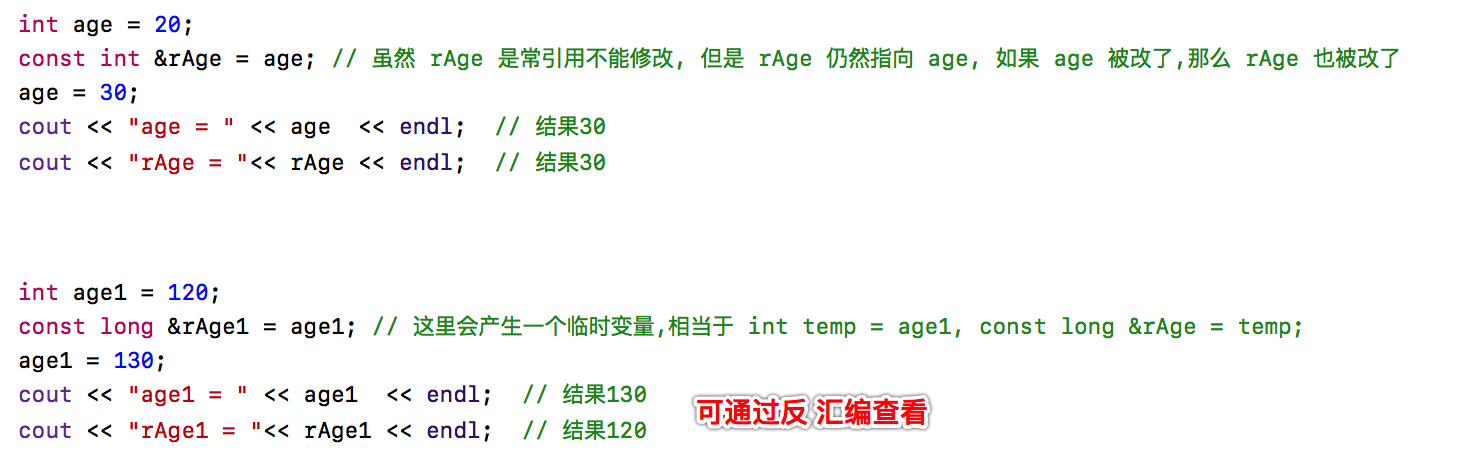 int age = 20;
const int &rAge = age; // 虽然 rAge 是常引用不能修改, 但是 rAge 仍然指向 age, 如果 age 被改了,那么 rAge 也被改了
age = 30;
cout << "age = " << age  << endl;  // 结果30
cout << "rAge = "<< rAge << endl;  // 结果30
int age1 = 120;
const long &rAge1 = age1; // 这里会产生一个临时变量,相当于 int temp = age1, const long &rAge = temp;
age1 = 130;
cout << "age1 = " << age1  << endl;  // 结果130
cout << "rAge1 = "<< rAge1 << endl;  // 结果120
可通过反 汇编查看